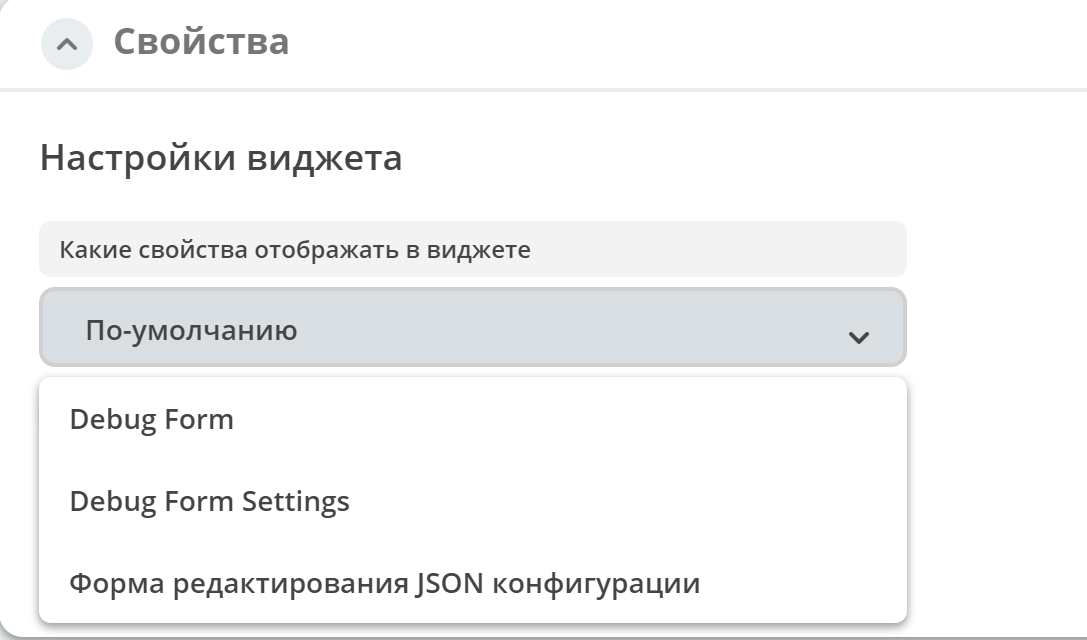 Свойства
Настройки виджета
Какие свойства отображать в виджете
По-умолчанию
Debug Form
Debug Form Settings
Форма редактирования JSON конфигурации